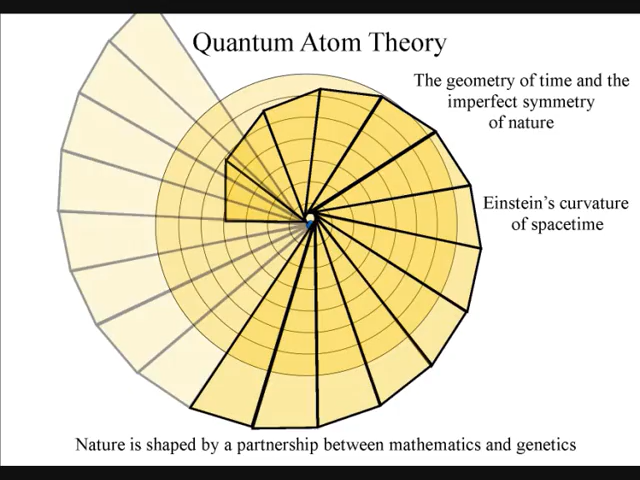 Quantum Atom Theory
The geometry of time and the
imperfect symmetry
of nature
Einstein's curvature
of spacetime
Nature is shaped by a partnership between mathematics and genetics